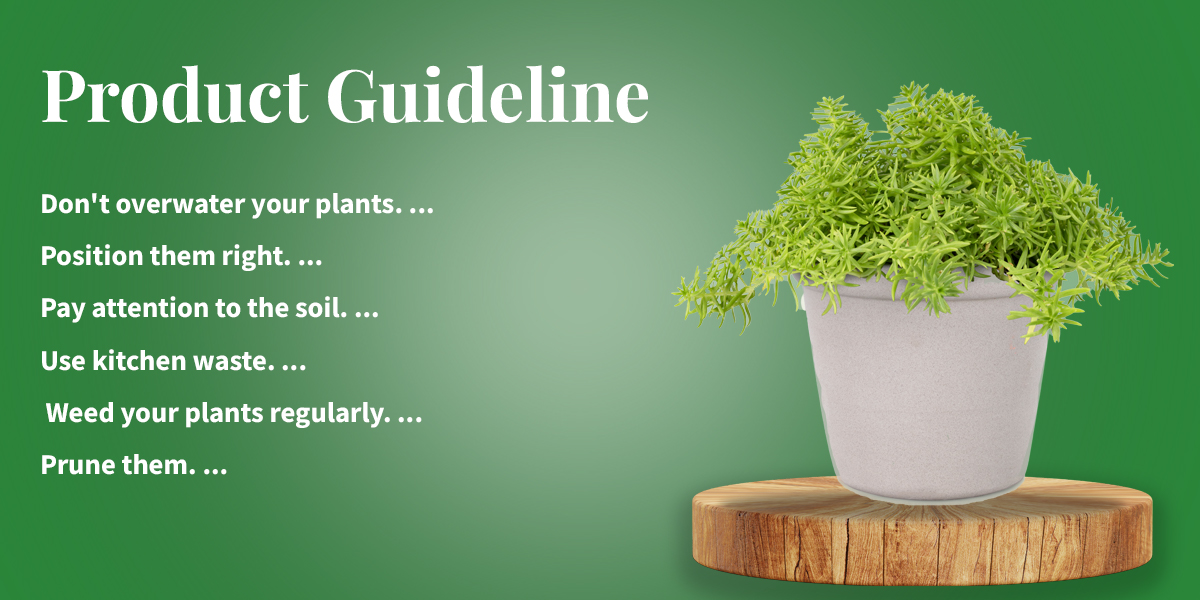 Product Guideline
Don't overwater your plants. ...
Position them right. ...
Pay attention to the soil. ...
Use kitchen waste. ...
Weed your plants regularly. ...
Prune them. ...